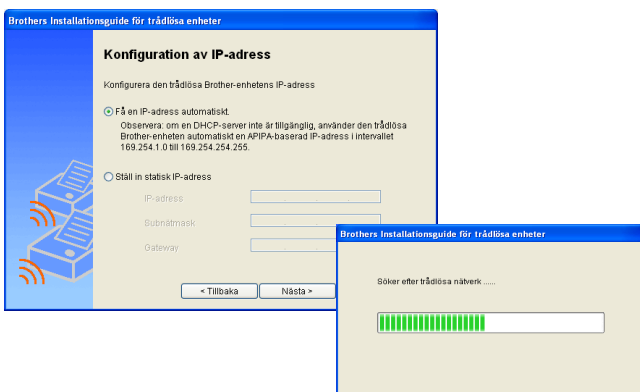 Brothers Installationsguide för trådlösa enheter
Konfiguration av IP-adress
Konfigurera den trådlösa Brother-enhetens IP-adress
Få en IP-adress automatiskt.
Observera: om en DHCP-server inte är tillgänglig, använder den trådlösa
Brother-enheten automatiskt en APIPA-baserad IP-adress i intervallet
169.254.1.0 till 169.254.254.255.
Ställ in statisk IP-adress
IP-adress
Subnätmask
Gateway
< Tillbaka
Nästa >
Brothers Installationsguide för trådlösa enheter
Söker efter trådlösa nätverk ......